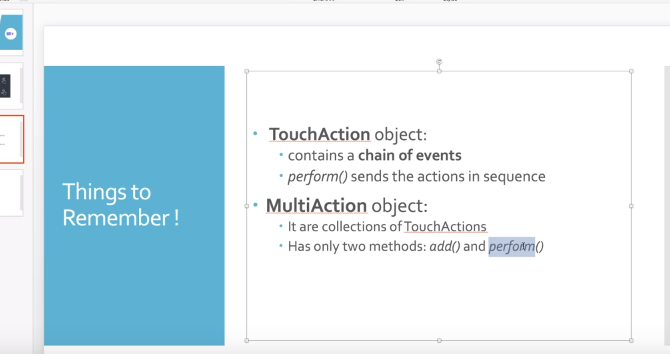 Things to
Remember !
• TouchAction object:
• contains a chain of events
• perform() sends the actions in sequence
• MultiAction object:
• It are collections of TouchActions
• Has only two methods: add() and perform()